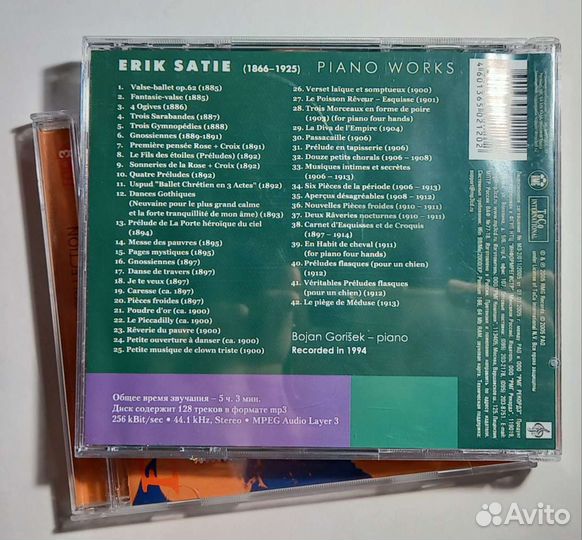 ERIK SATIE (1866–1925) PIANO WORKS
1. Valse-ballet op.62 (1885)
2. Fantaisie-valse (1885)
3. 4 Ogives (1886)
4. Trois Sarabandes (1887)
5. Trois Gymnopédies (1888)
6. Gnosiennes (1889-1891)
7. Première pensée Rose + Croix (1891)
8. Le Fils des étoiles (Préludes) (1892)
9. Sonneries de la Rose + Croix (1892)
10. Quatre Préludes (1892)
11. Uspud "Ballet Chrétien en 3 Actes" (1892)
12. Dances Gothiques
(Neuvaine pour le plus grand calme
et la forte tranquillité de mon âme) (1893)
13. Prélude de La Porte héroïque du ciel
(1894)
14. Messe des pauvres (1895)
15. Pages mystiques (1895)
16. Gnossiennes (1897)
17. Danse de travers (1897)
18. Je te veux (1897)
19. Caresse (ca. 1897)
20. Pièces froides (1897)
21. Poudre d'or (ca. 1900)
22. Le Piccadilly (ca. 1900)
23. Rêverie du pauvre (1900)
24. Petite ouverture à danser (ca. 1900)
25. Petite musique de clown triste (1900)
26. Verset laïque et somptueux (1900)
27. Le Poisson Rêveur – Esquisse (1901)
28. Trois Morceaux en forme de poire
(1903) (for piano four hands)
29. La Diva de l'Empire (1904)
30. Passacaille (1906)
31. Prélude en tapisserie (1906)
32. Douze petits chorals (1906 – 1908)
33. Musiques intimes et secrètes
(1906 – 1913)
34. Six Pièces de la période (1906 – 1913)
35. Aperçus désagréables (1908 – 1912)
36. Nouvelles Pièces froides (1910 – 1911)
37. Deux Rêveries nocturnes (1910 – 1911)
38. Carnet d'Esquisses et de Croquis
(1897 – 1914)
39. En Habit de cheval (1911)
(for piano four hands)
40. Préludes flasques (pour un chien)
(1912)
41. Véritables Préludes flasques
(pour un chien) (1912)
42. Le piège de Méduse (1913)
Bojan Gorišek – piano
Recorded in 1994
Общее время звучания – 5 ч. 3 мин.
Диск содержит 128 треков в формате mp3
256 kBit/sec • 44.1 kHz, Stereo • MPEG Audio Layer 3
4601365021202
ToCo
INTERNATIONAL
Avito